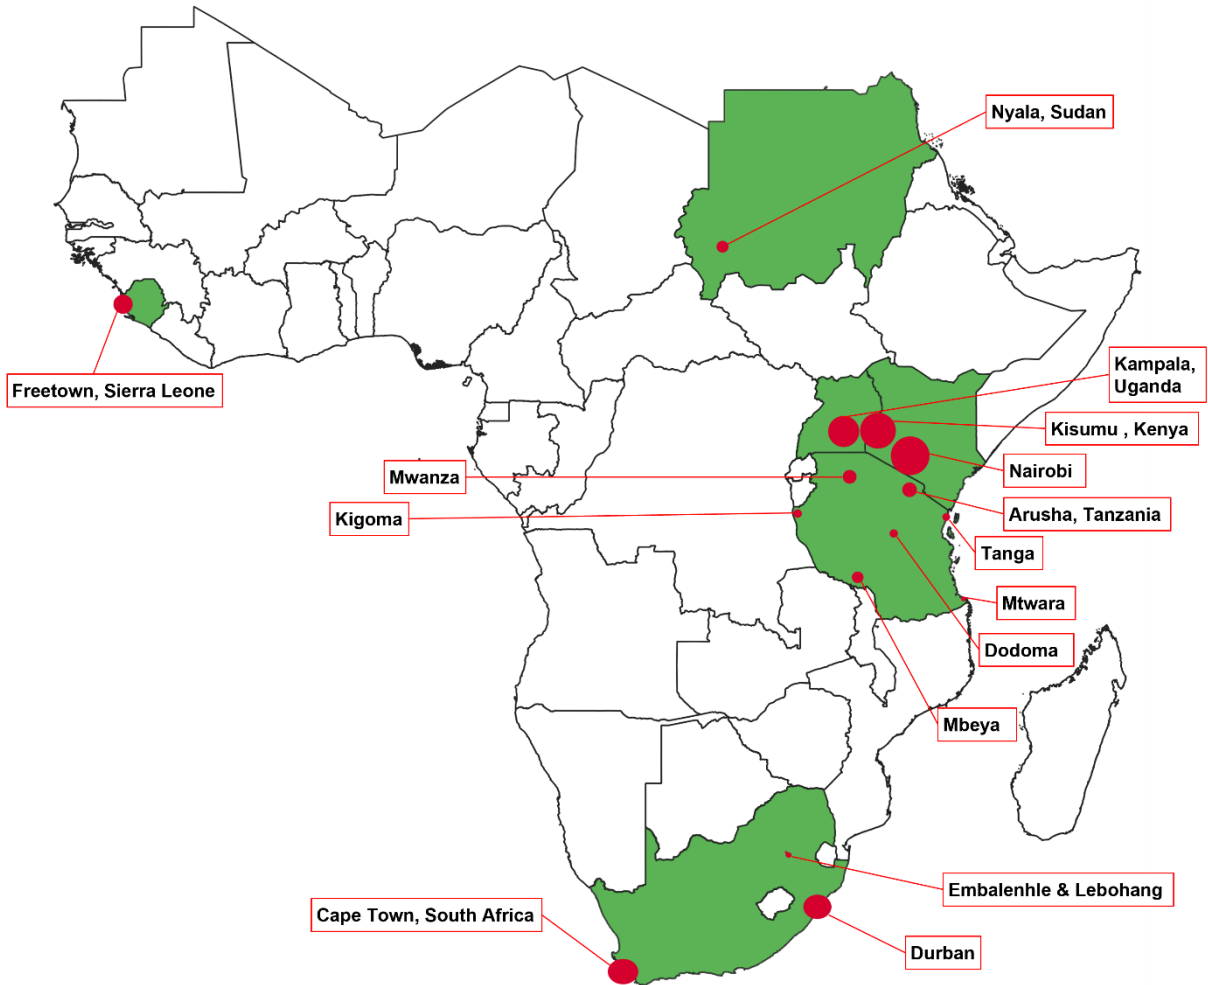 Nyala, Sudan
Freetown, Sierra Leone
Kampala,
Uganda
Kisumu , Kenya
Nairobi
Mwanza
Kigoma
Arusha, Tanzania
Tanga
Mtwara
Dodoma
Mbeya
Embalenhle & Lebohang
Cape Town, South Africa
Durban